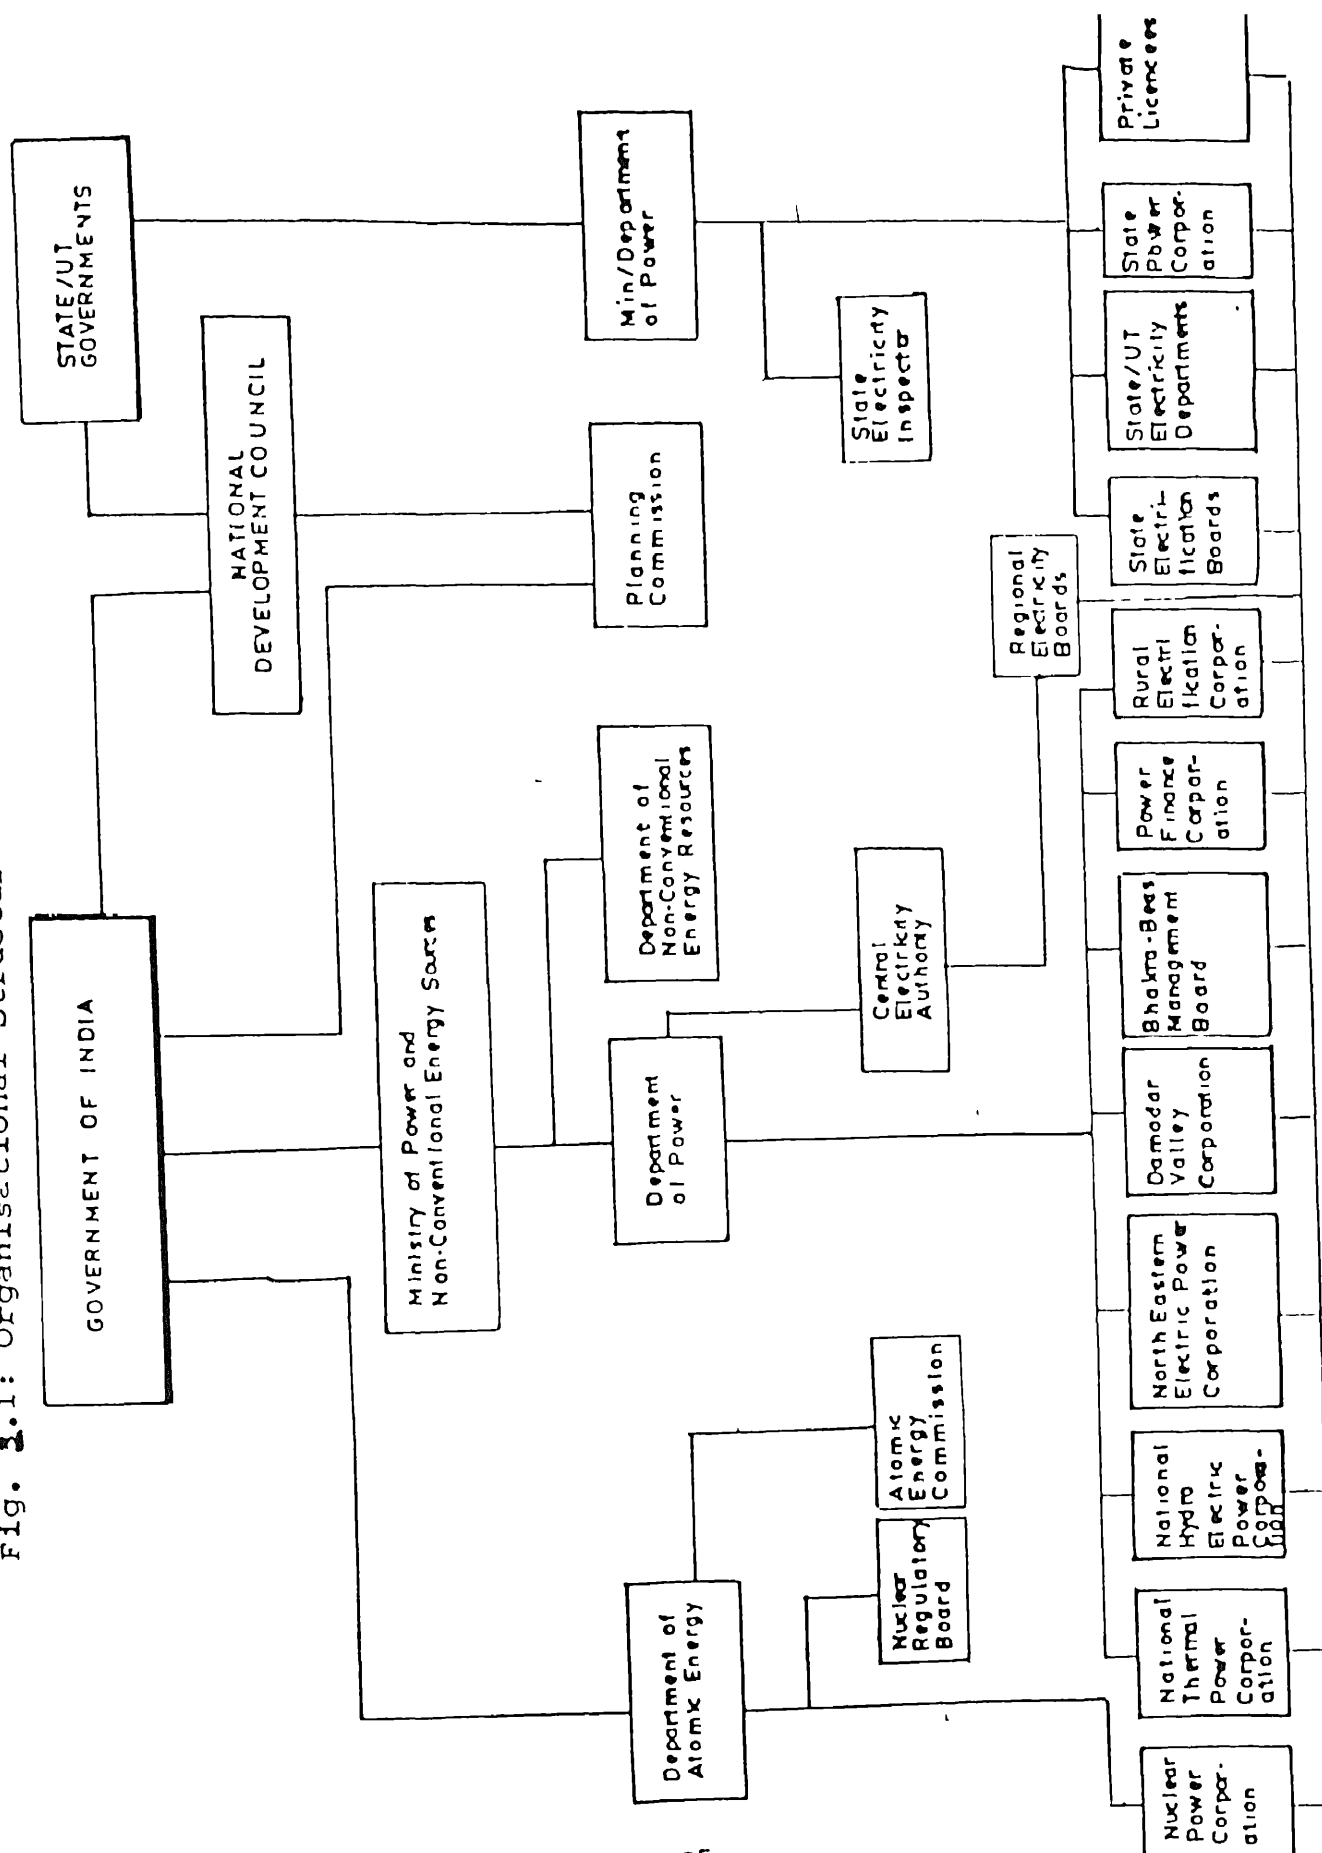 Fig. 3.1: Organisational
GOVERNMENT OF INDIA
STATE/UT
GOVERNMENTS
NATIONAL
DEVELOPMENT COUNCIL
Ministry of Power and
Non-Conventional Energy Sources
Department of
Atomic Energy
Department
of Power
Department of
Non-Conventional
Energy Resources
Planning
Commission
Min/Department
of Power
Nuclear
Regulatory
Board
Atomic
Energy
Commission
Central
Electricity
Authority
State
Electricity
Inspector
Regional
Electricity
Boards
Nuclear
Power
Corpor-
ation
National
Thermal
Power
Corpor-
ation
National
Hydro
Electric
Power
Corpora-
tion
North Eastern
Electric Power
Corporation
Damodar
Valley
Corporation
Bhakra-Beas
Management
Board
Power
Finance
Corpor-
ation
Rural
Electri
fication
Corpor-
ation
State
Electri-
fication
Boards
State/UT
Electricity
Departments
State
Power
Corpor-
ation
Private
Licencees